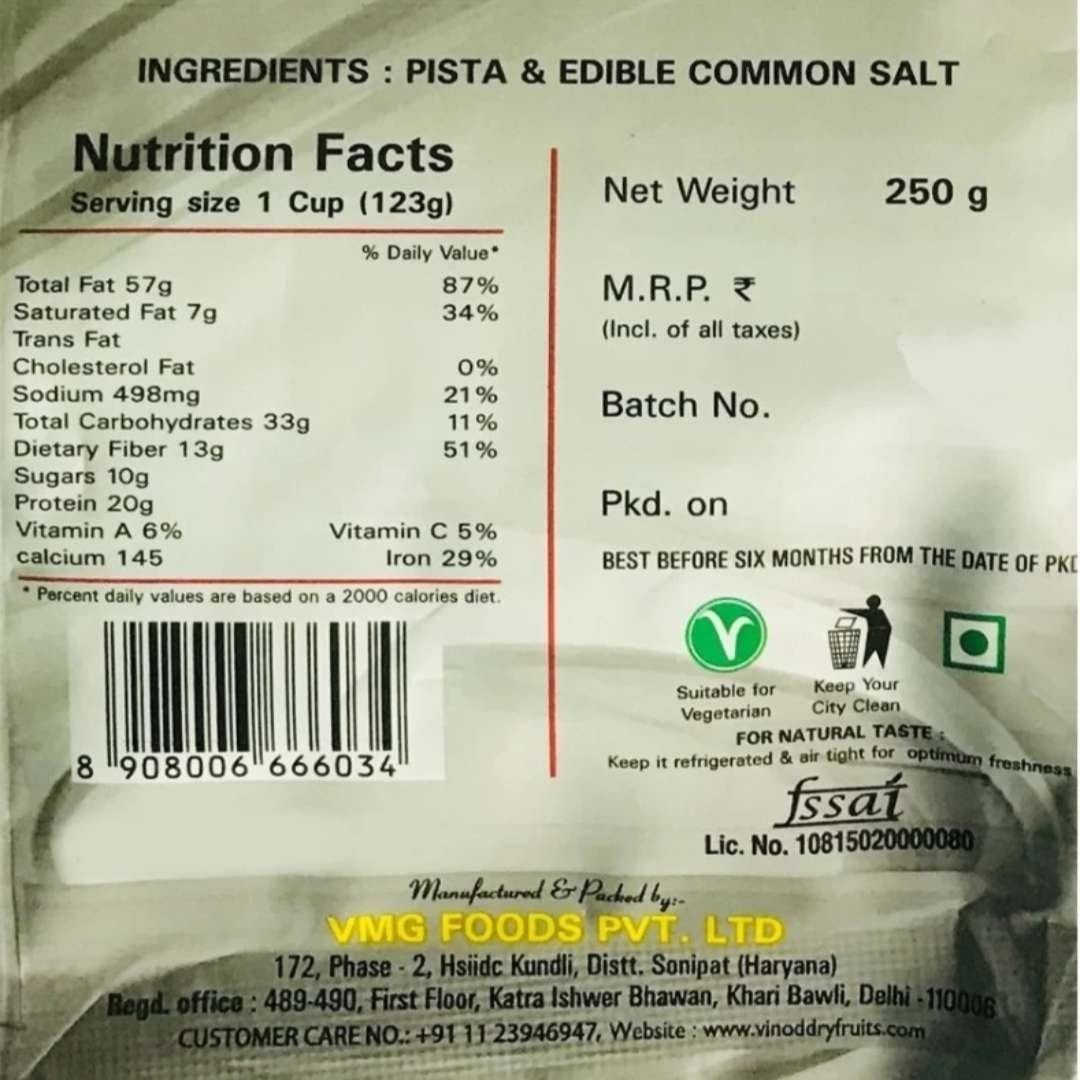 INGREDIENTS : PISTA & EDIBLE COMMON SALT
Nutrition Facts
Serving size 1 Cup (123g)
% Daily Value*
Total Fat 57g 87%
Saturated Fat 7g 34%
Trans Fat
Cholesterol Fat 0%
Sodium 498mg 21%
Total Carbohydrates 33g 11%
Dietary Fiber 13g 51%
Sugars 10g
Protein 20g
Vitamin A 6% Vitamin C 5%
calcium 145 Iron 29%
* Percent daily values are based on a 2000 calories diet.
8 908006 666034
Net Weight 250 g
M.R.P. ₹
(Incl. of all taxes)
Batch No.
Pkd. on
BEST BEFORE SIX MONTHS FROM THE DATE OF PKD
Suitable for
Vegetarian
Keep Your
City Clean
FOR NATURAL TASTE :
Keep it refrigerated & air tight for optimum freshness
fssai
Lic. No. 10815020000080
Manufactured & Packed by:-
VMG FOODS PVT. LTD
172, Phase - 2, Hsiidc Kundli, Distt. Sonipat (Haryana)
Regd. office : 489-490, First Floor, Katra Ishwer Bhawan, Khari Bawli, Delhi -110006
CUSTOMER CARE NO.: +91 11 23946947, Website : www.vinoddryfruits.com